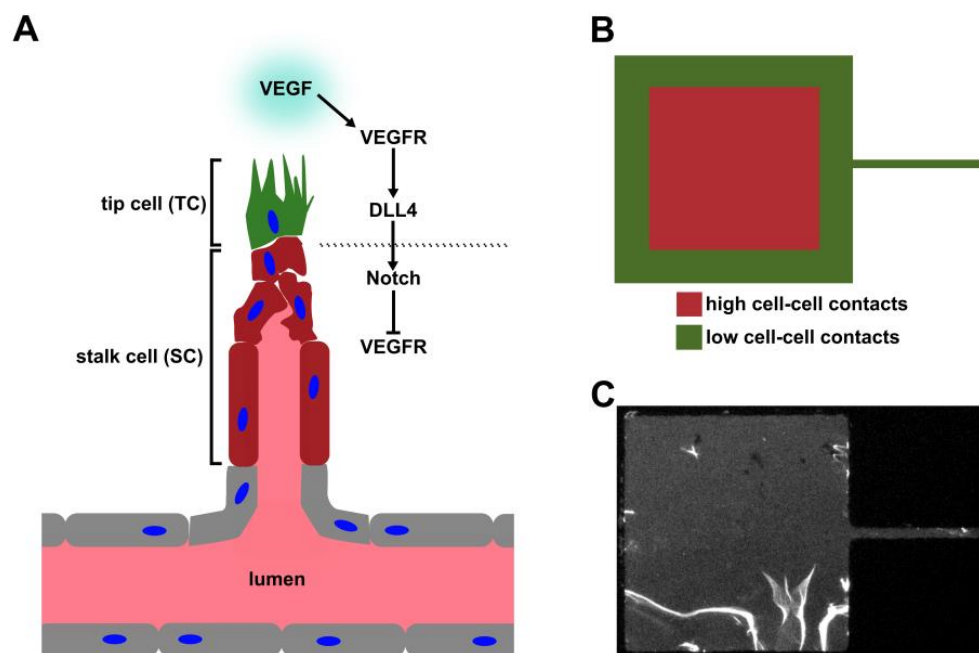 A
VEGF
VEGFR
tip cell (TC)
DLL4
Notch
stalk cell (SC)
VEGFR
lumen
B
high cell-cell contacts
low cell-cell contacts
C